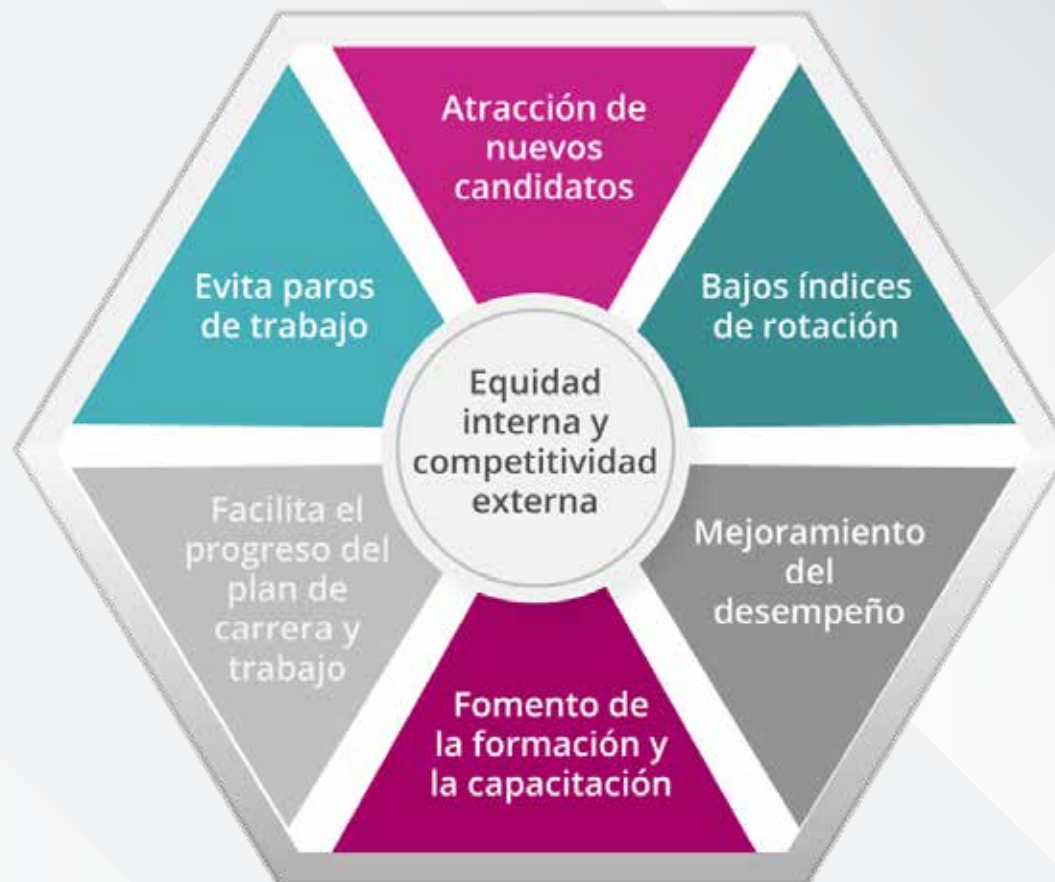 Atracción de
nuevos
candidatos
Bajos índices
de rotación
Mejoramiento
del
desempeño
Fomento de
la formación y
la capacitación
Facilita el
progreso del
plan de
carrera y
trabajo
Evita paros
de trabajo
Equidad
interna y
competitividad
externa